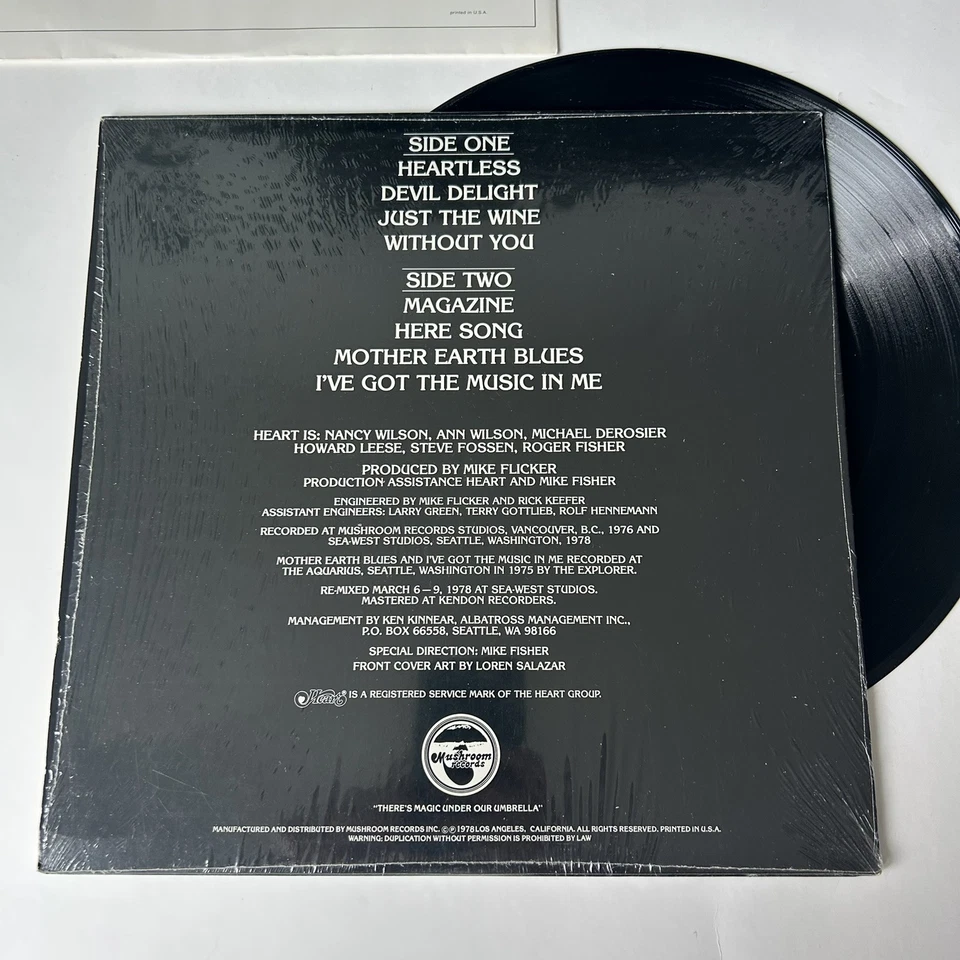 printed in U.S.A.
SIDE ONE
HEARTLESS
DEVIL DELIGHT
JUST THE WINE
WITHOUT YOU
SIDE TWO
MAGAZINE
HERE SONG
MOTHER EARTH BLUES
I'VE GOT THE MUSIC IN ME
HEART IS: NANCY WILSON, ANN WILSON, MICHAEL DEROSIER
HOWARD LEESE, STEVE FOSSEN, ROGER FISHER
PRODUCED BY MIKE FLICKER
PRODUCTION ASSISTANCE HEART AND MIKE FISHER
ENGINEERED BY MIKE FLICKER AND RICK KEEFER
ASSISTANT ENGINEERS: LARRY GREEN, TERRY GOTTLIEB, ROLF HENNEMANN
RECORDED AT MUSHROOM RECORDS STUDIOS, VANCOUVER, B.C., 1976 AND
SEA-WEST STUDIOS, SEATTLE, WASHINGTON, 1978
MOTHER EARTH BLUES AND I'VE GOT THE MUSIC IN ME RECORDED AT
THE AQUARIUS, SEATTLE, WASHINGTON IN 1975 BY THE EXPLORER.
RE-MIXED MARCH 6—9, 1978 AT SEA-WEST STUDIOS.
MASTERED AT KENDON RECORDERS.
MANAGEMENT BY KEN KINNEAR, ALBATROSS MANAGEMENT INC.,
P.O. BOX 66558, SEATTLE, WA 98166
SPECIAL DIRECTION: MIKE FISHER
FRONT COVER ART BY LOREN SALAZAR
Heart® IS A REGISTERED SERVICE MARK OF THE HEART GROUP.
Mushroom
records
"THERE'S MAGIC UNDER OUR UMBRELLA"
MANUFACTURED AND DISTRIBUTED BY MUSHROOM RECORDS INC. ©℗1978 LOS ANGELES, CALIFORNIA. ALL RIGHTS RESERVED. PRINTED IN U.S.A.
WARNING: DUPLICATION WITHOUT PERMISSION IS PROHIBITED BY LAW